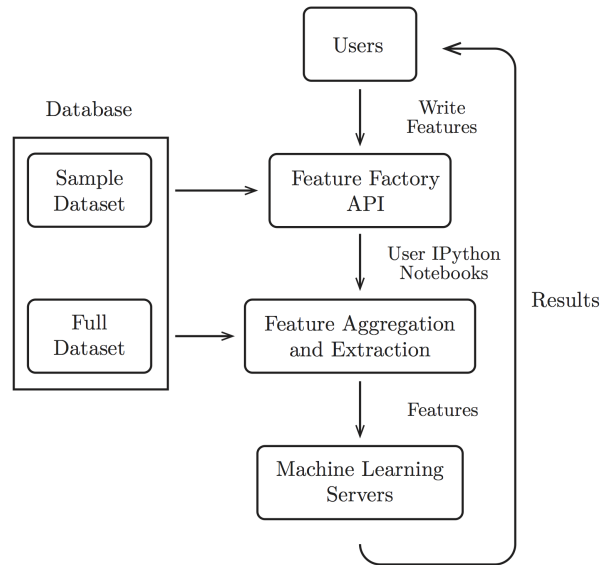 Users
Database
Write
Features
Sample
Dataset
Feature Factory
API
User IPython
Notebooks
Results
Full
Dataset
Feature Aggregation
and Extraction
Features
Machine Learning
Servers